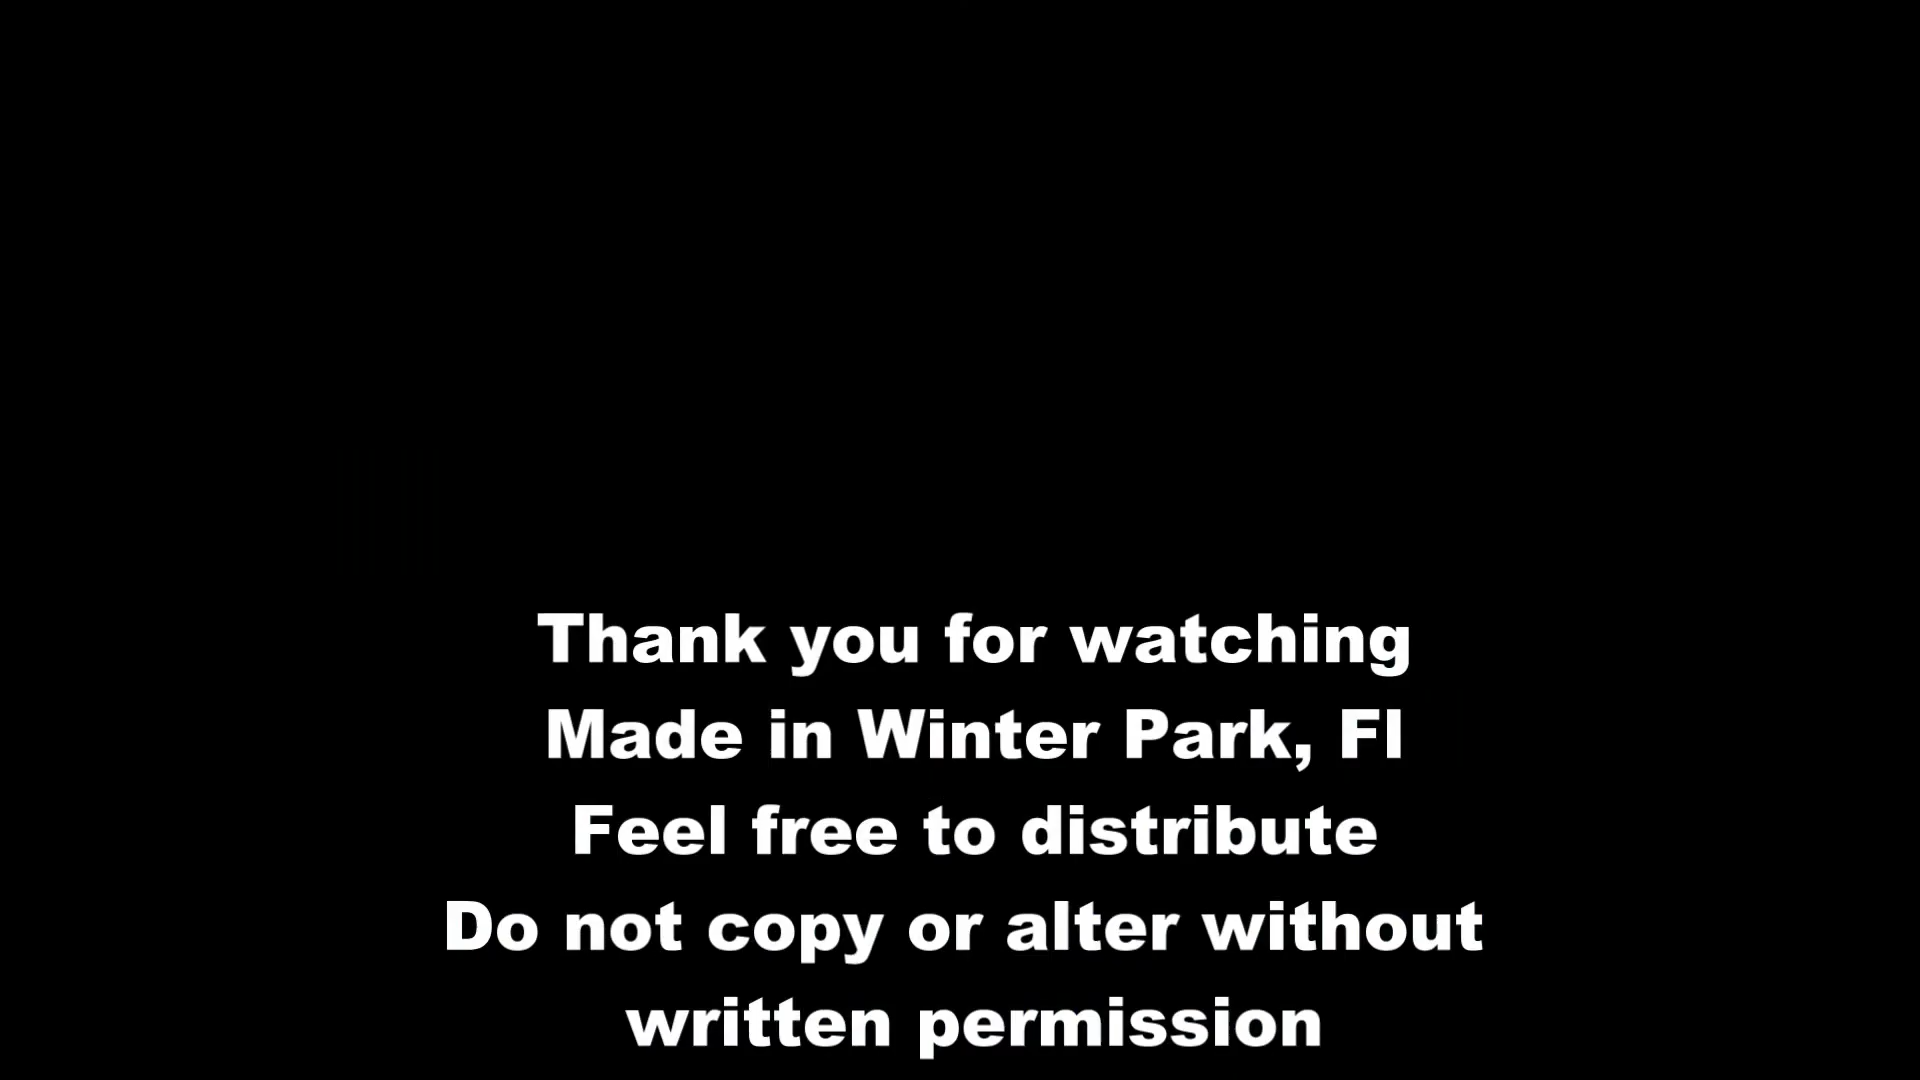 Thank you for watching
Made in Winter Park, Fl
Feel free to distribute
Do not copy or alter without
written permission